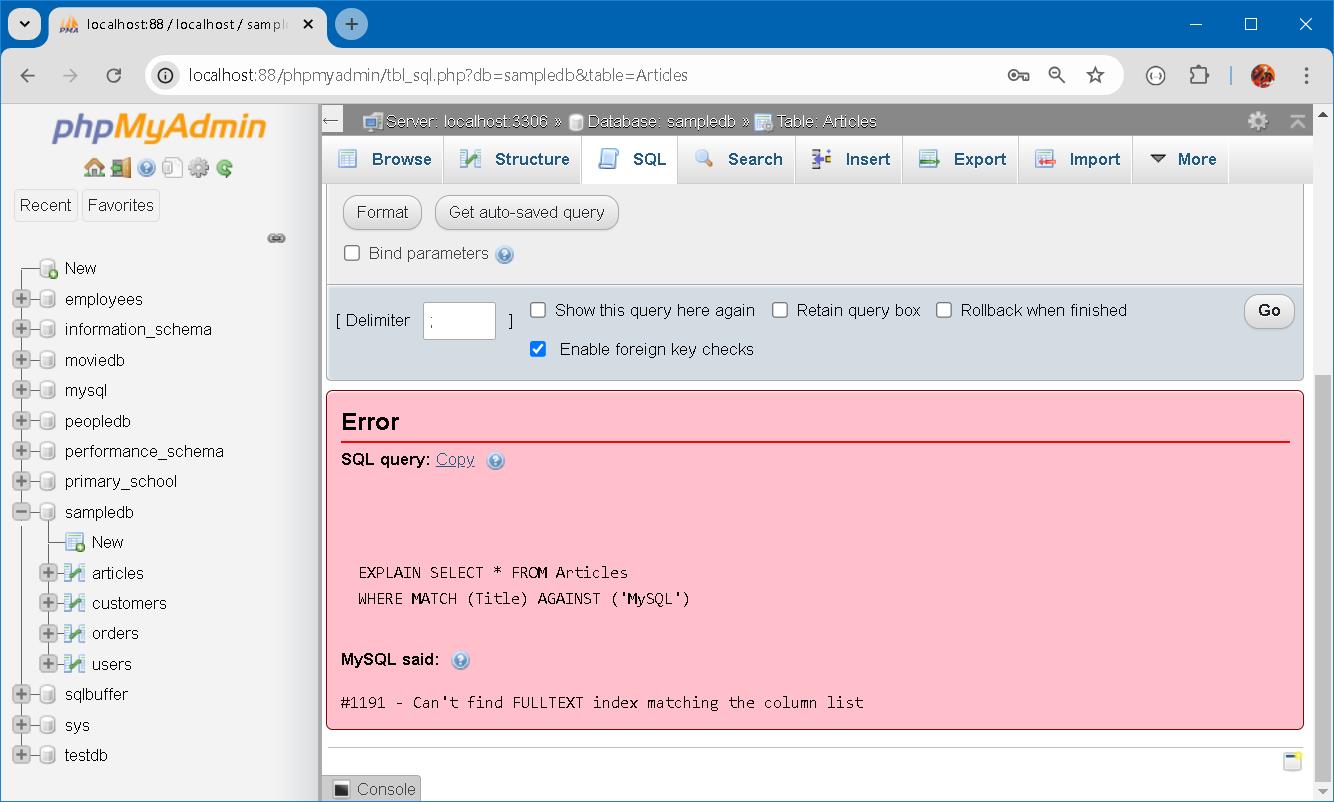 localhost:88 / localhost / sampl
localhost:88/phpmyadmin/tbl_sql.php?db=sampledb&table=Articles
phpMyAdmin
Recent Favorites
New
employees
information_schema
moviedb
mysql
peopledb
performance_schema
primary_school
sampledb
New
articles
customers
orders
users
sqlbuffer
sys
testdb
Server: localhost:3306 » Database: sampledb » Table: Articles
Browse Structure SQL Search Insert Export Import More
Format Get auto-saved query
Bind parameters
[ Delimiter ; ] Show this query here again Retain query box Rollback when finished Go
Enable foreign key checks
Error
SQL query: Copy
EXPLAIN SELECT * FROM Articles
WHERE MATCH (Title) AGAINST ('MySQL')
MySQL said:
#1191 - Can't find FULLTEXT index matching the column list
Console